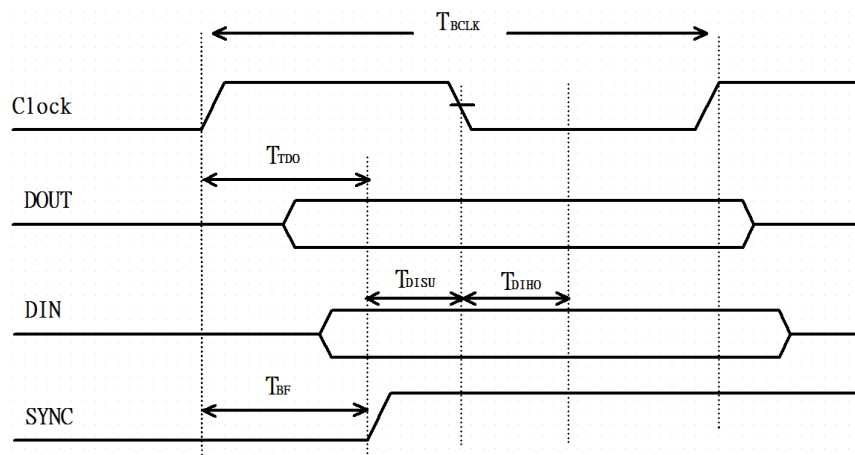 TBCLK
Clock
TTDO
DOUT
TDISU TDIHO
DIN
TBF
SYNC